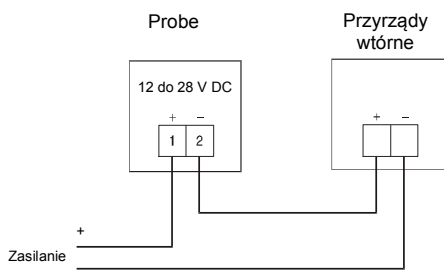 Probe
Przyrządy
wtórne
12 do 28 V DC
+ −
1 2
+ −
+
Zasilanie